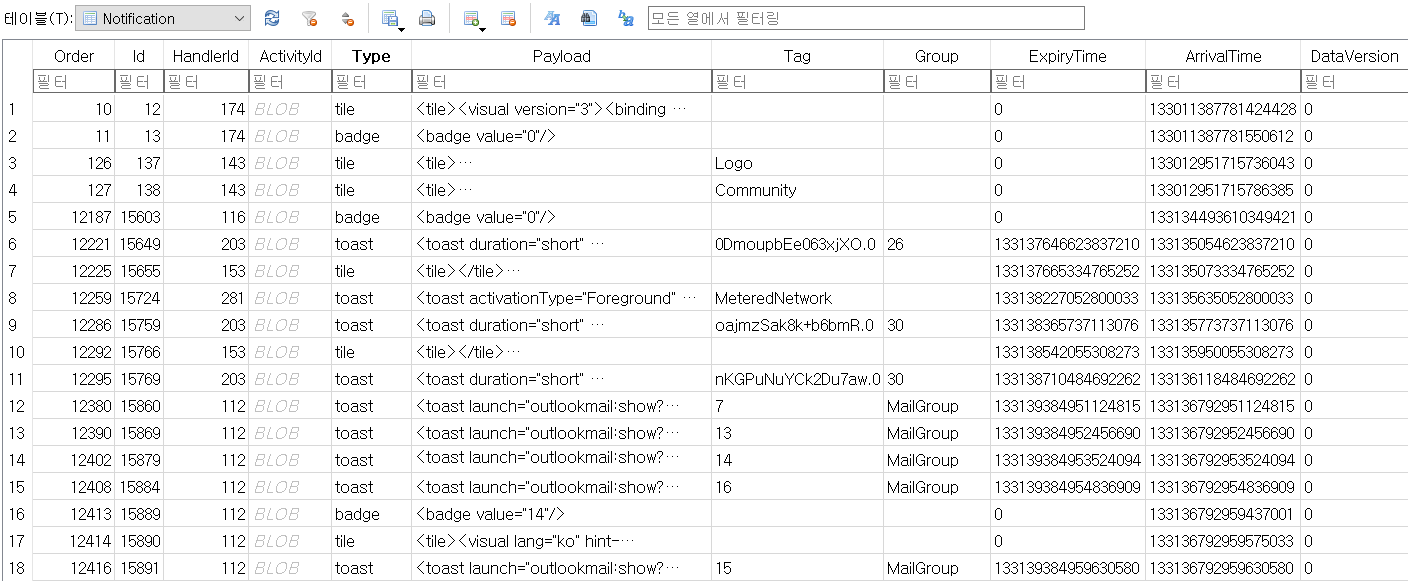 테이블(T): Notification 모든 열에서 필터링
Order Id HandlerId ActivityId Type Payload Tag Group ExpiryTime ArrivalTime DataVersion
필터 필터 필터 필터 필터 필터 필터 필터 필터 필터 필터
1 10 12 174 BLOB tile <tile><visual version="3"><binding … 0 133011387781424428 0
2 11 13 174 BLOB badge <badge value="0"/> 0 133011387781550612 0
3 126 137 143 BLOB tile <tile>… Logo 0 133012951715736043 0
4 127 138 143 BLOB tile <tile>… Community 0 133012951715786385 0
5 12187 15603 116 BLOB badge <badge value="0"/> 0 133134493610349421 0
6 12221 15649 203 BLOB toast <toast duration="short" … 0DmoupbEe063xjXO.0 26 133137646623837210 133135054623837210 0
7 12225 15655 153 BLOB tile <tile></tile>… 133137665334765252 133135073334765252 0
8 12259 15724 281 BLOB toast <toast activationType="Foreground" … MeteredNetwork 133138227052800033 133135635052800033 0
9 12286 15759 203 BLOB toast <toast duration="short" … oajmzSak8k+b6bmR.0 30 133138365737113076 133135773737113076 0
10 12292 15766 153 BLOB tile <tile></tile>… 133138542055308273 133135950055308273 0
11 12295 15769 203 BLOB toast <toast duration="short" … nKGPuNuYCk2Du7aw.0 30 133138710484692262 133136118484692262 0
12 12380 15860 112 BLOB toast <toast launch="outlookmail:show?… 7 MailGroup 133139384951124815 133136792951124815 0
13 12390 15869 112 BLOB toast <toast launch="outlookmail:show?… 13 MailGroup 133139384952456690 133136792952456690 0
14 12402 15879 112 BLOB toast <toast launch="outlookmail:show?… 14 MailGroup 133139384953524094 133136792953524094 0
15 12408 15884 112 BLOB toast <toast launch="outlookmail:show?… 16 MailGroup 133139384954836909 133136792954836909 0
16 12413 15889 112 BLOB badge <badge value="14"/> 0 133136792959437001 0
17 12414 15890 112 BLOB tile <tile><visual lang="ko" hint-… 0 133136792959575033 0
18 12416 15891 112 BLOB toast <toast launch="outlookmail:show?… 15 MailGroup 133139384959630580 133136792959630580 0